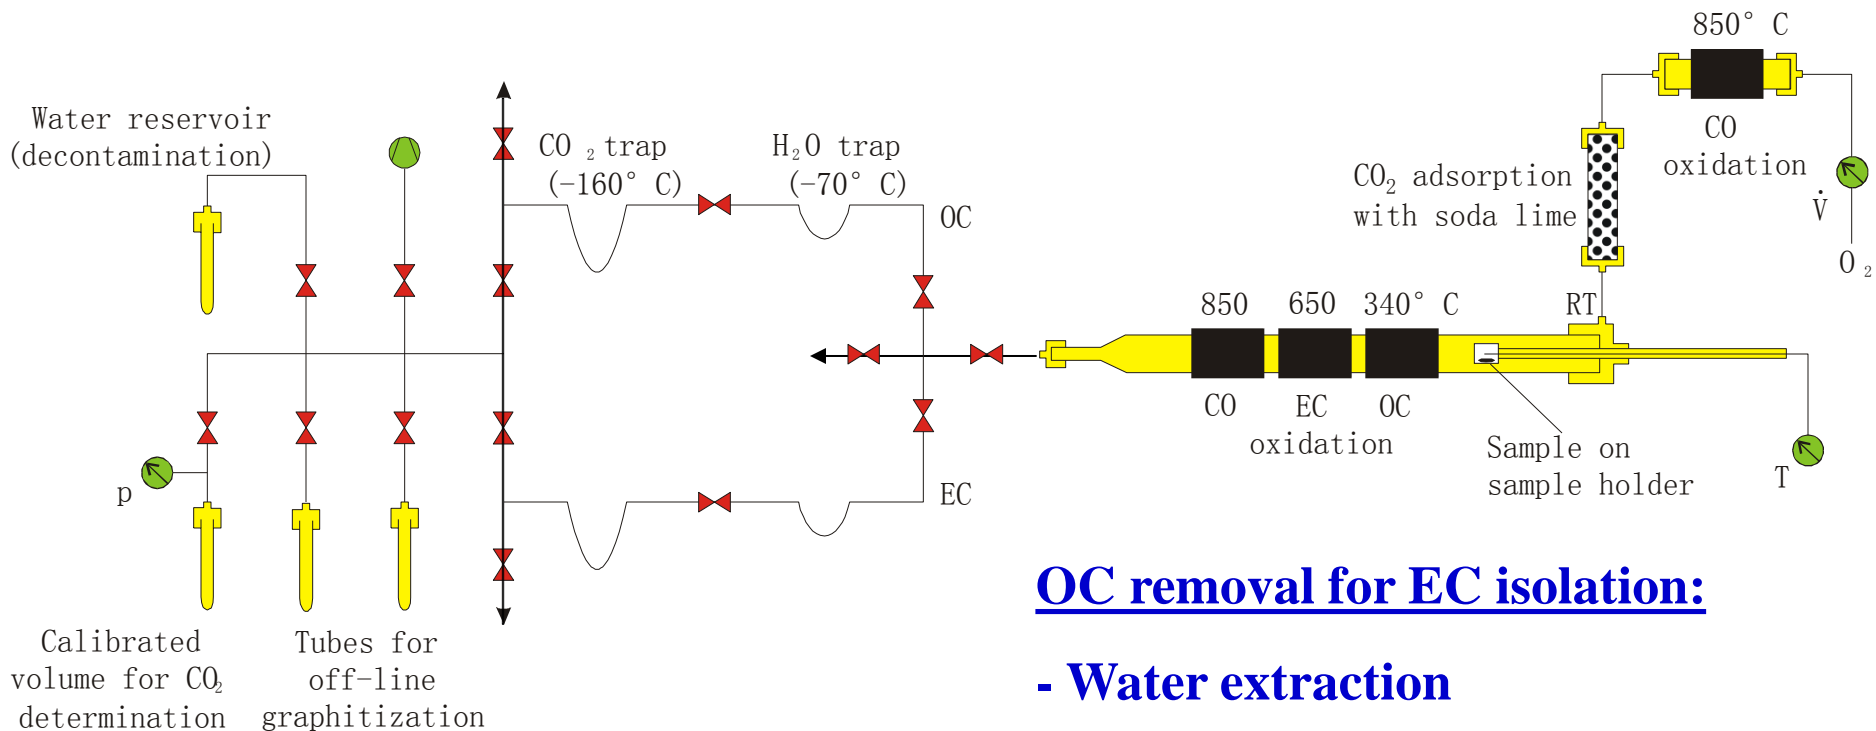 850° C
CO
oxidation
V̇
O₂
CO₂ adsorption
with soda lime
Water reservoir
(decontamination)
CO₂ trap
(-160° C)
H₂O trap
(-70° C)
OC
850
650
340° C
RT
CO
EC
OC
oxidation
Sample on
sample holder
T
p
EC
Calibrated
volume for CO₂
determination
Tubes for
off-line
graphitization
OC removal for EC isolation:
- Water extraction